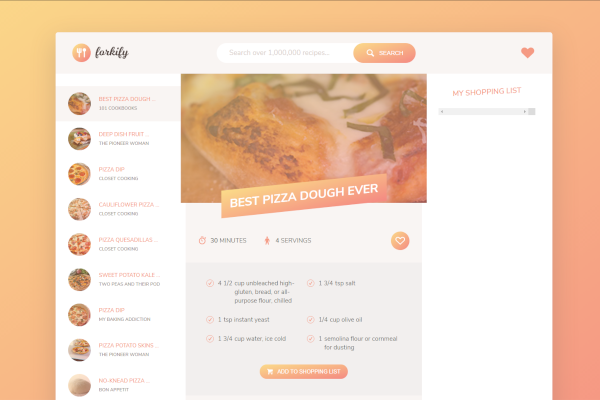 forkify
Search over 1,000,000 recipes...
SEARCH
BEST PIZZA DOUGH ...
101 COOKBOOKS
DEEP DISH FRUIT ...
THE PIONEER WOMAN
PIZZA DIP
CLOSET COOKING
CAULIFLOWER PIZZA ...
CLOSET COOKING
PIZZA QUESADILLAS ...
CLOSET COOKING
SWEET POTATO KALE ...
TWO PEAS AND THEIR POD
PIZZA DIP
MY BAKING ADDICTION
PIZZA POTATO SKINS ...
THE PIONEER WOMAN
NO-KNEAD PIZZA ...
BON APPETIT
BEST PIZZA DOUGH EVER
30 MINUTES
4 SERVINGS
4 1/2 cup unbleached high-
gluten, bread, or all-
purpose flour, chilled
1 3/4 tsp salt
1 tsp instant yeast
1/4 cup olive oil
1 3/4 cup water, ice cold
1 semolina flour or cornmeal
for dusting
ADD TO SHOPPING LIST
MY SHOPPING LIST